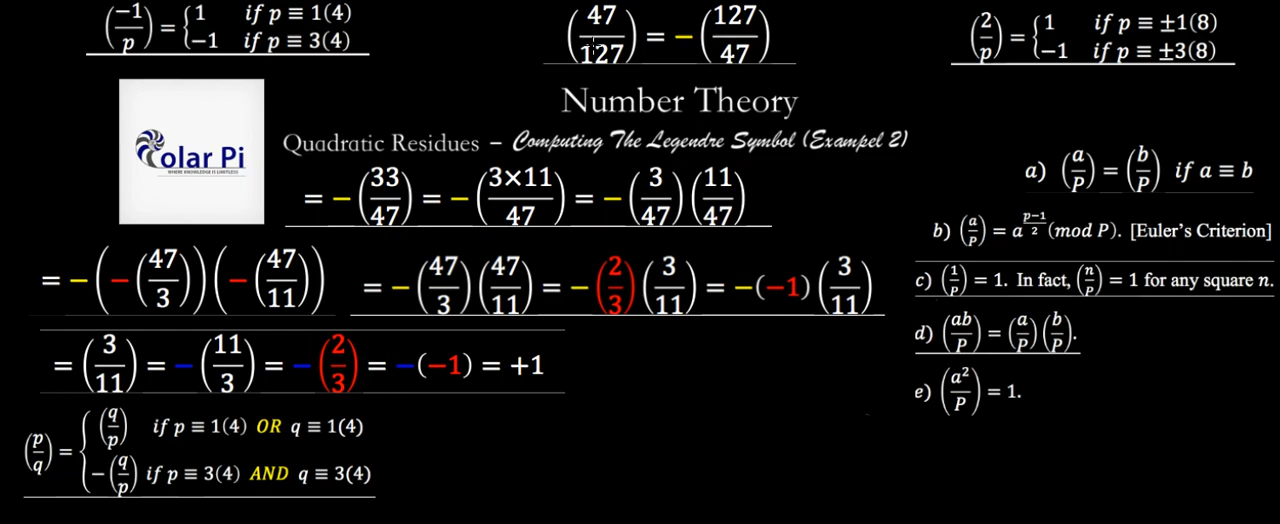 (−1/p) = { 1 if p ≡ 1(4)
−1 if p ≡ 3(4)
(47/127) = −(127/47)
(2/p) = { 1 if p ≡ ±1(8)
−1 if p ≡ ±3(8)
olar Pi
WHERE KNOWLEDGE IS LIMITLESS
Number Theory
Quadratic Residues – Computing The Legendre Symbol (Exampel 2)
= −(33/47) = −(3×11/47) = −(3/47)(11/47)
= −(−(47/3))(−(47/11))
= −(47/3)(47/11) = −(2/3)(3/11) = −(−1)(3/11)
= (3/11) = −(11/3) = −(2/3) = −(−1) = +1
(p/q) = { (q/p) if p ≡ 1(4) OR q ≡ 1(4)
−(q/p) if p ≡ 3(4) AND q ≡ 3(4)
a) (a/P) = (b/P) if a ≡ b
b) (a/P) = a^((p−1)/2) (mod P). [Euler's Criterion]
c) (1/P) = 1. In fact, (n/P) = 1 for any square n.
d) (ab/P) = (a/P)(b/P).
e) (a²/P) = 1.